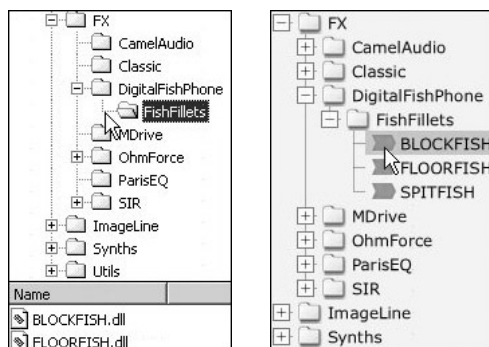 FX
CamelAudio
Classic
DigitalFishPhone
FishFillets
MDrive
OhmForce
ParisEQ
SIR
ImageLine
Synths
Utils
Name
BLOCKFISH.dll
FLOORFISH.dll
FX
CamelAudio
Classic
DigitalFishPhone
FishFillets
BLOCKFISH
FLOORFISH
SPITFISH
MDrive
OhmForce
ParisEQ
SIR
ImageLine
Synths